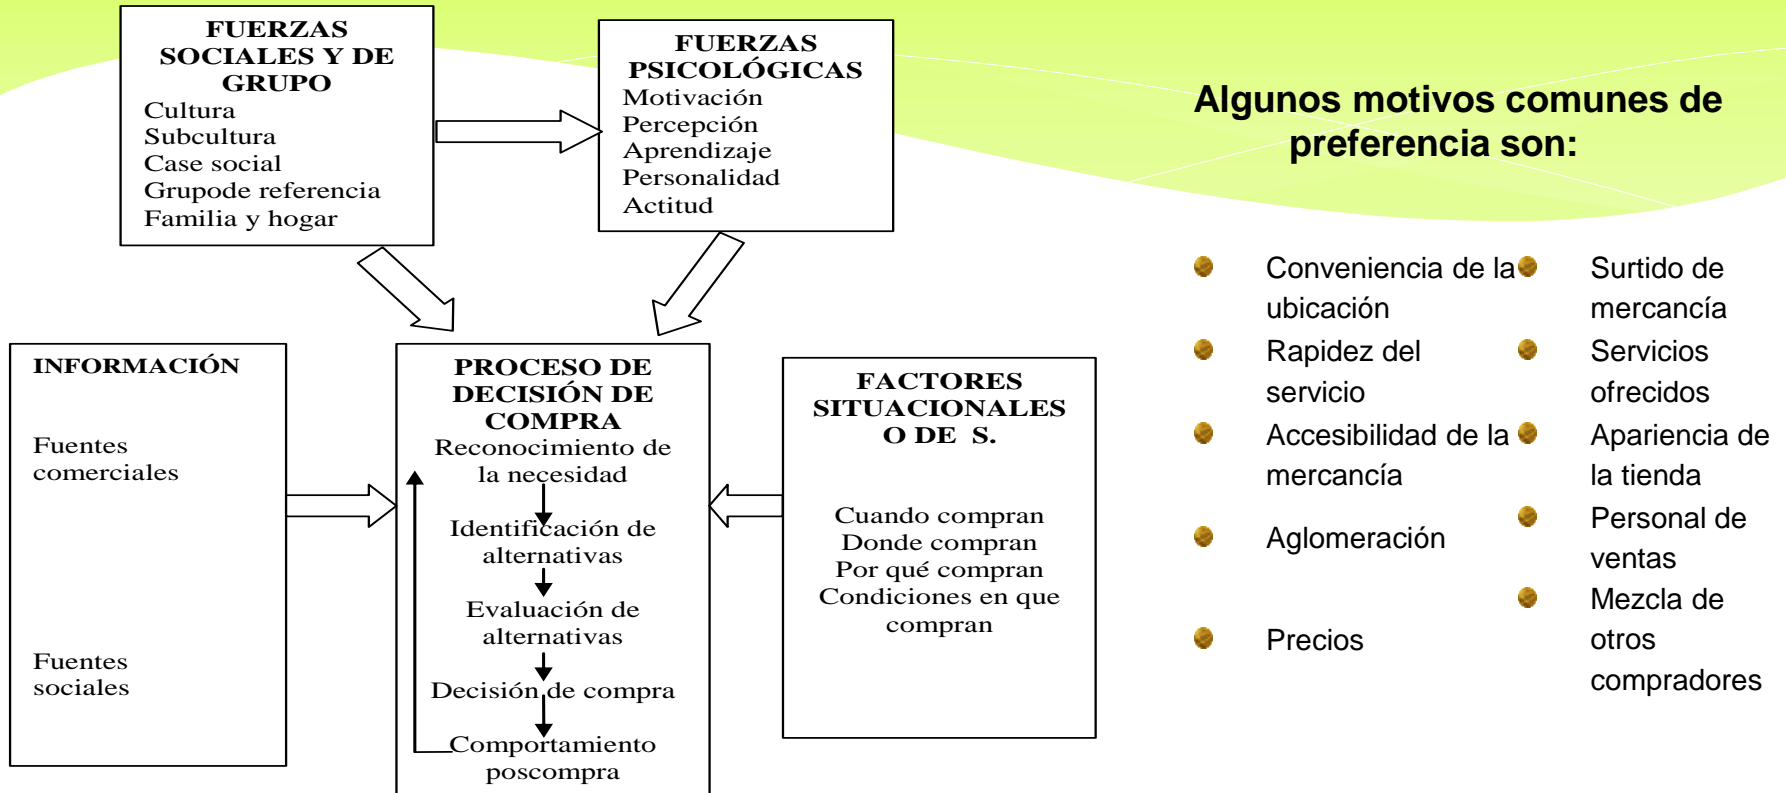 FUERZAS
SOCIALES Y DE
GRUPO
Cultura
Subcultura
Case social
Grupode referencia
Familia y hogar
FUERZAS
PSICOLÓGICAS
Motivación
Percepción
Aprendizaje
Personalidad
Actitud
INFORMACIÓN
Fuentes
comerciales
Fuentes
sociales
PROCESO DE
DECISIÓN DE
COMPRA
Reconocimiento de
la necesidad
Identificación de
alternativas
Evaluación de
alternativas
Decisión de compra
Comportamiento
poscompra
FACTORES
SITUACIONALES
O DE S.
Cuando compran
Donde compran
Por qué compran
Condiciones en que
compran
Algunos motivos comunes de
preferencia son:
Conveniencia de la
ubicación
Rapidez del
servicio
Accesibilidad de la
mercancía
Aglomeración
Precios
Surtido de
mercancía
Servicios
ofrecidos
Apariencia de
la tienda
Personal de
ventas
Mezcla de
otros
compradores